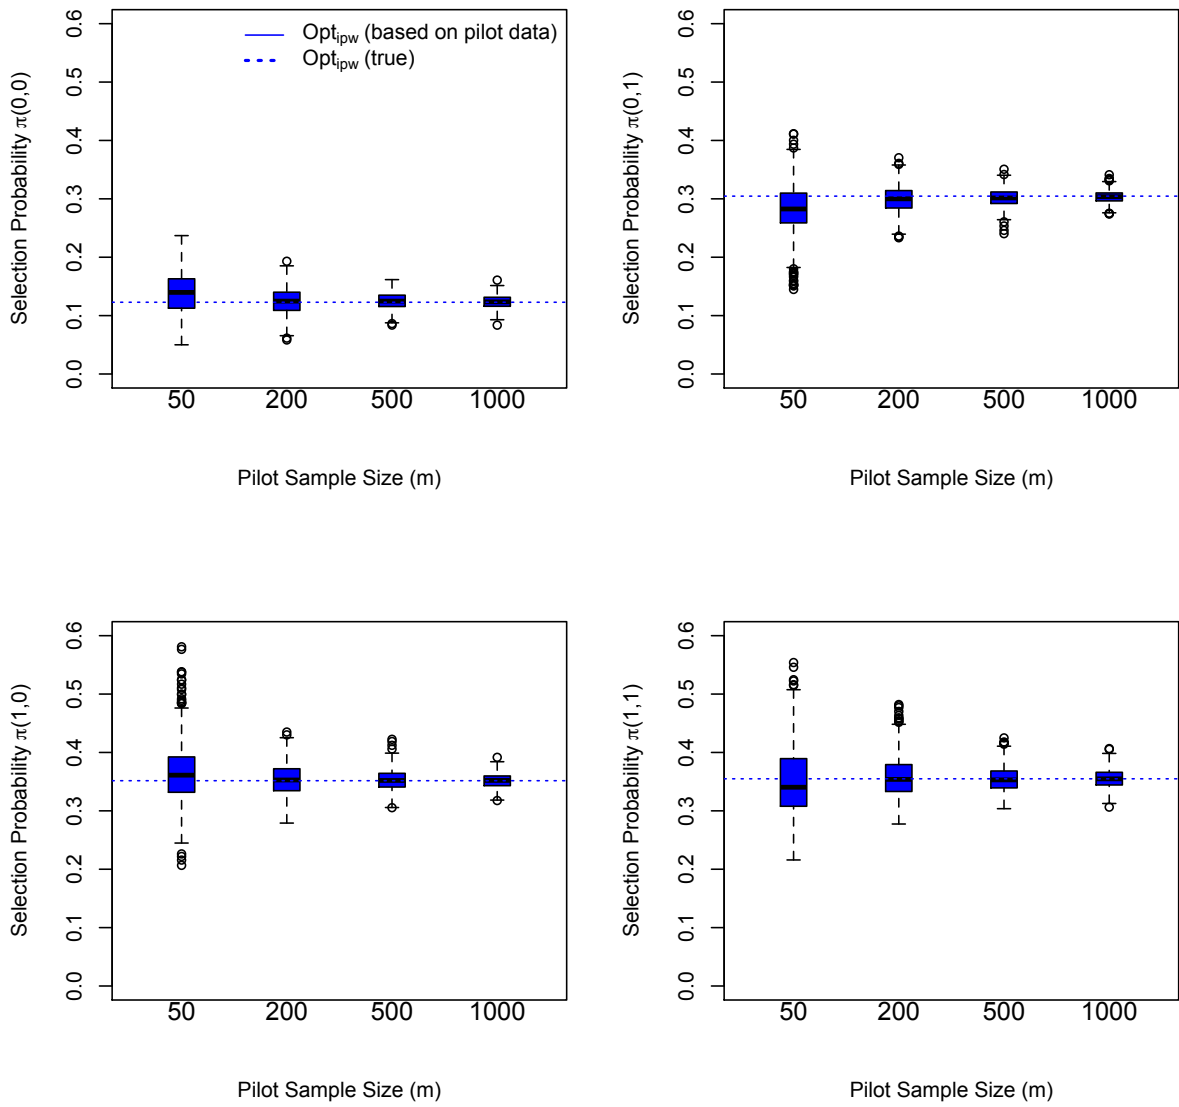 Selection Probability π(0,0)
0.0 0.1 0.2 0.3 0.4 0.5 0.6
Opt_ipw (based on pilot data)
Opt_ipw (true)
50 200 500 1000
Pilot Sample Size (m)
Selection Probability π(0,1)
0.0 0.1 0.2 0.3 0.4 0.5 0.6
50 200 500 1000
Pilot Sample Size (m)
Selection Probability π(1,0)
0.0 0.1 0.2 0.3 0.4 0.5 0.6
50 200 500 1000
Pilot Sample Size (m)
Selection Probability π(1,1)
0.0 0.1 0.2 0.3 0.4 0.5 0.6
50 200 500 1000
Pilot Sample Size (m)